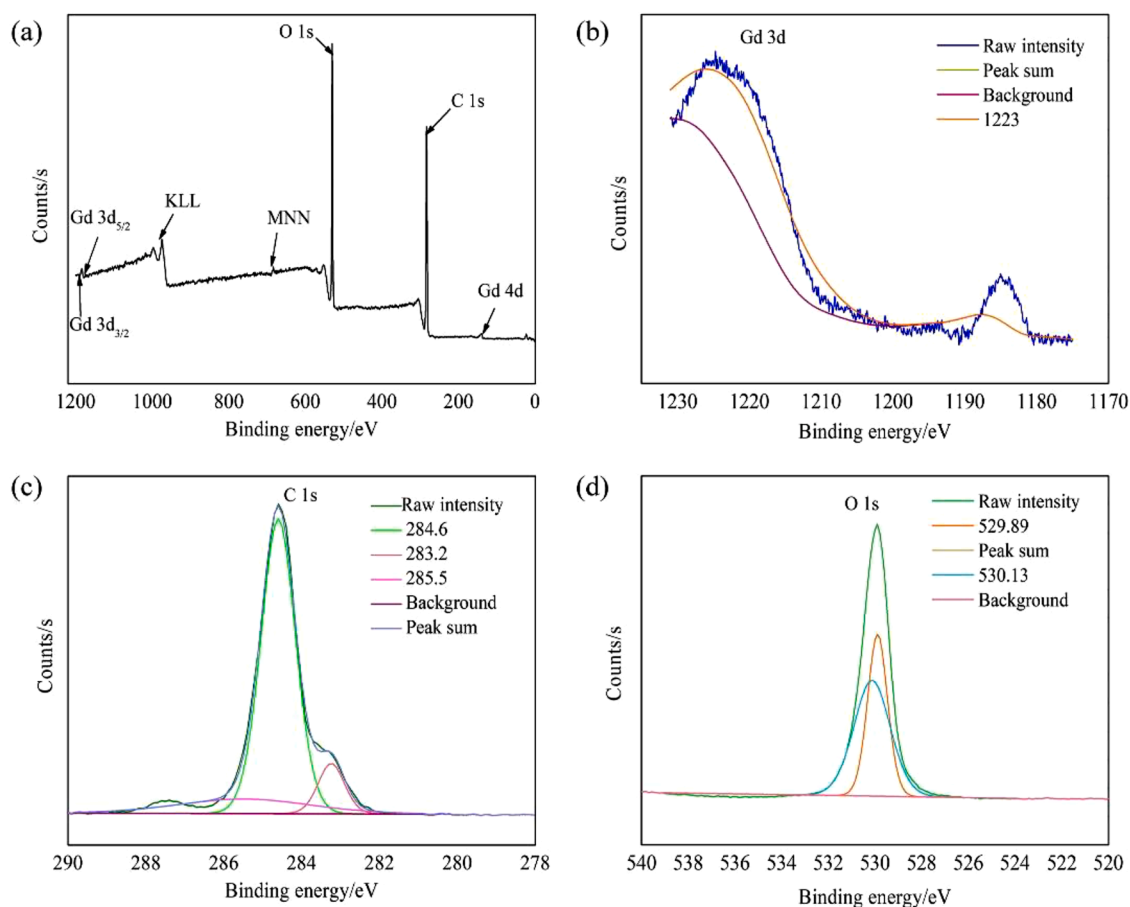 (a)
O 1s
C 1s
KLL
Gd 3d5/2
MNN
Gd 4d
Gd 3d3/2
Counts/s
1200 1000 800 600 400 200 0
Binding energy/eV
(b)
Gd 3d
Raw intensity
Peak sum
Background
1223
Counts/s
1230 1220 1210 1200 1190 1180 1170
Binding energy/eV
(c)
C 1s
Raw intensity
284.6
283.2
285.5
Background
Peak sum
Counts/s
290 288 286 284 282 280 278
Binding energy/eV
(d)
O 1s
Raw intensity
529.89
Peak sum
530.13
Background
Counts/s
540 538 536 534 532 530 528 526 524 522 520
Binding energy/eV